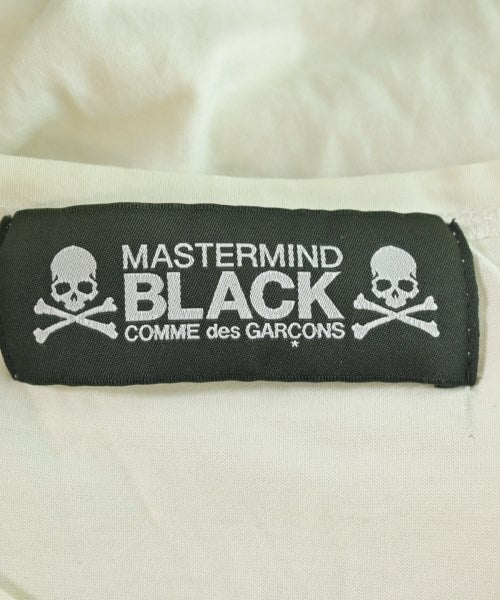 MASTERMIND
BLACK
COMME des GARÇONS
*